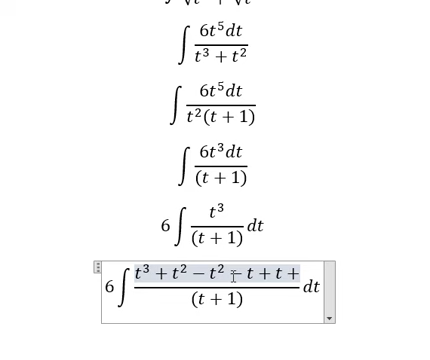 ∫ 6t⁵dt / t³ + t²
∫ 6t⁵dt / t²(t + 1)
∫ 6t³dt / (t + 1)
6 ∫ t³ / (t + 1) dt
6 ∫ t³ + t² − t² − t + t + / (t + 1) dt